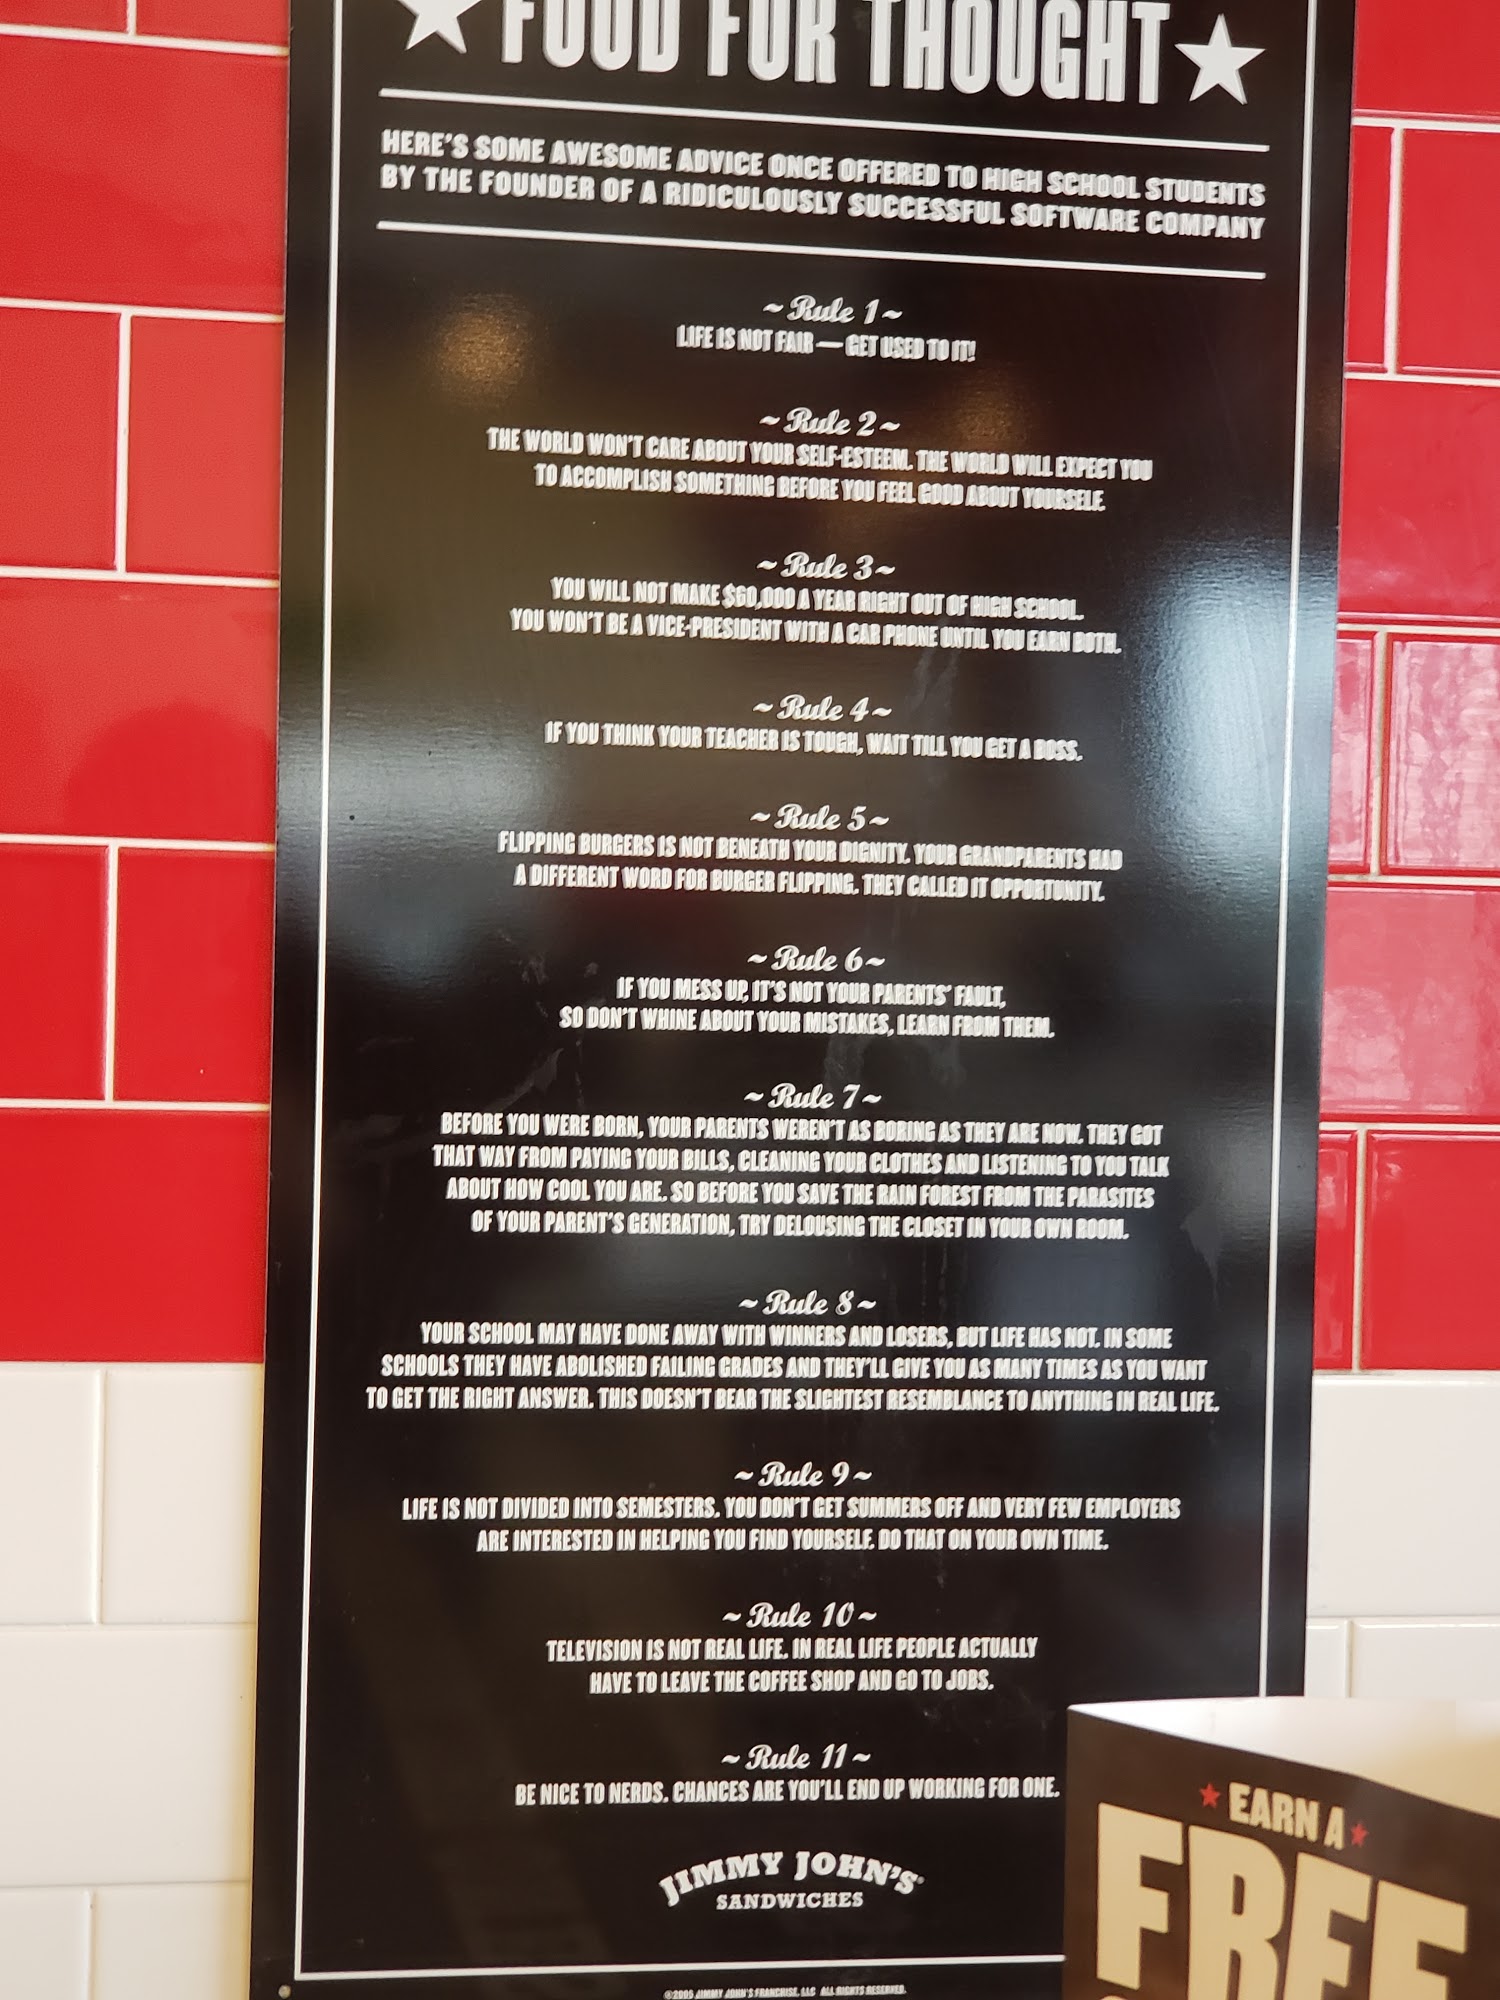 ★ FOOD FOR THOUGHT ★
HERE'S SOME AWESOME ADVICE ONCE OFFERED TO HIGH SCHOOL STUDENTS
BY THE FOUNDER OF A RIDICULOUSLY SUCCESSFUL SOFTWARE COMPANY
~ Rule 1 ~
LIFE IS NOT FAIR — GET USED TO IT!
~ Rule 2 ~
THE WORLD WON'T CARE ABOUT YOUR SELF-ESTEEM. THE WORLD WILL EXPECT YOU
TO ACCOMPLISH SOMETHING BEFORE YOU FEEL GOOD ABOUT YOURSELF.
~ Rule 3 ~
YOU WILL NOT MAKE $60,000 A YEAR RIGHT OUT OF HIGH SCHOOL.
YOU WON'T BE A VICE-PRESIDENT WITH A CAR PHONE UNTIL YOU EARN BOTH.
~ Rule 4 ~
IF YOU THINK YOUR TEACHER IS TOUGH, WAIT TILL YOU GET A BOSS.
~ Rule 5 ~
FLIPPING BURGERS IS NOT BENEATH YOUR DIGNITY. YOUR GRANDPARENTS HAD
A DIFFERENT WORD FOR BURGER FLIPPING. THEY CALLED IT OPPORTUNITY.
~ Rule 6 ~
IF YOU MESS UP, IT'S NOT YOUR PARENTS' FAULT,
SO DON'T WHINE ABOUT YOUR MISTAKES, LEARN FROM THEM.
~ Rule 7 ~
BEFORE YOU WERE BORN, YOUR PARENTS WEREN'T AS BORING AS THEY ARE NOW. THEY GOT
THAT WAY FROM PAYING YOUR BILLS, CLEANING YOUR CLOTHES AND LISTENING TO YOU TALK
ABOUT HOW COOL YOU ARE. SO BEFORE YOU SAVE THE RAIN FOREST FROM THE PARASITES
OF YOUR PARENT'S GENERATION, TRY DELOUSING THE CLOSET IN YOUR OWN ROOM.
~ Rule 8 ~
YOUR SCHOOL MAY HAVE DONE AWAY WITH WINNERS AND LOSERS, BUT LIFE HAS NOT. IN SOME
SCHOOLS THEY HAVE ABOLISHED FAILING GRADES AND THEY'LL GIVE YOU AS MANY TIMES AS YOU WANT
TO GET THE RIGHT ANSWER. THIS DOESN'T BEAR THE SLIGHTEST RESEMBLANCE TO ANYTHING IN REAL LIFE.
~ Rule 9 ~
LIFE IS NOT DIVIDED INTO SEMESTERS. YOU DON'T GET SUMMERS OFF AND VERY FEW EMPLOYERS
ARE INTERESTED IN HELPING YOU FIND YOURSELF. DO THAT ON YOUR OWN TIME.
~ Rule 10 ~
TELEVISION IS NOT REAL LIFE. IN REAL LIFE PEOPLE ACTUALLY
HAVE TO LEAVE THE COFFEE SHOP AND GO TO JOBS.
~ Rule 11 ~
BE NICE TO NERDS. CHANCES ARE YOU'LL END UP WORKING FOR ONE.
JIMMY JOHN'S®
SANDWICHES
©2005 JIMMY JOHN'S FRANCHISE, LLC ALL RIGHTS RESERVED.
★ EARN A ★
FREE